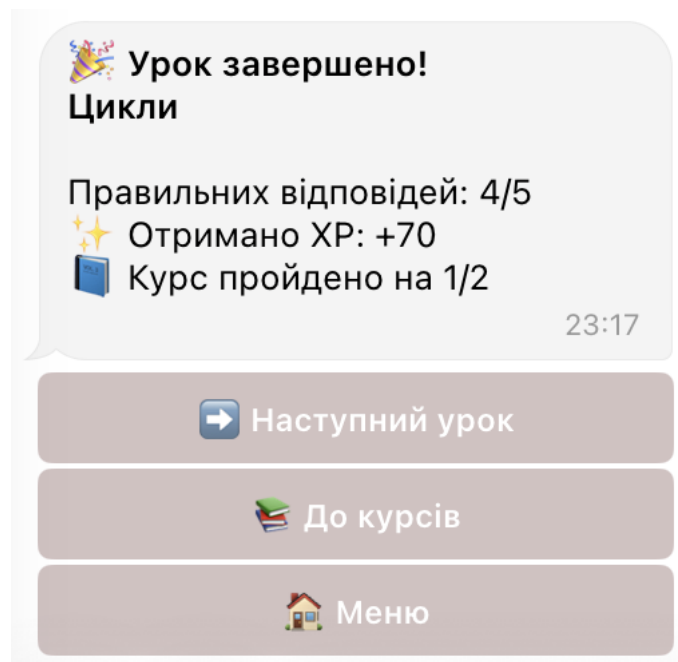 🎉 Урок завершено!
Цикли
Правильних відповідей: 4/5
✨ Отримано XP: +70
📘 Курс пройдено на 1/2
23:17
➡️ Наступний урок
📚 До курсів
🏠 Меню